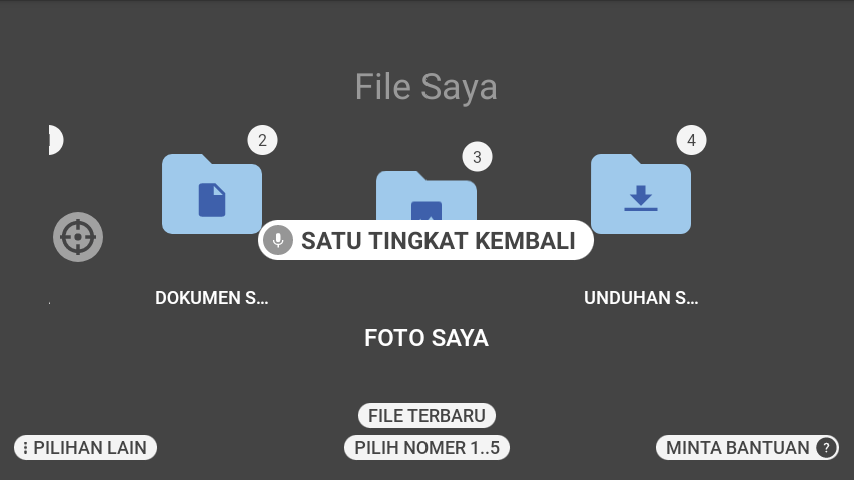 File Saya
2
3
4
SATU TINGKAT KEMBALI
DOKUMEN S...
UNDUHAN S...
FOTO SAYA
FILE TERBARU
PILIHAN LAIN
PILIH NOMER 1..5
MINTA BANTUAN ?